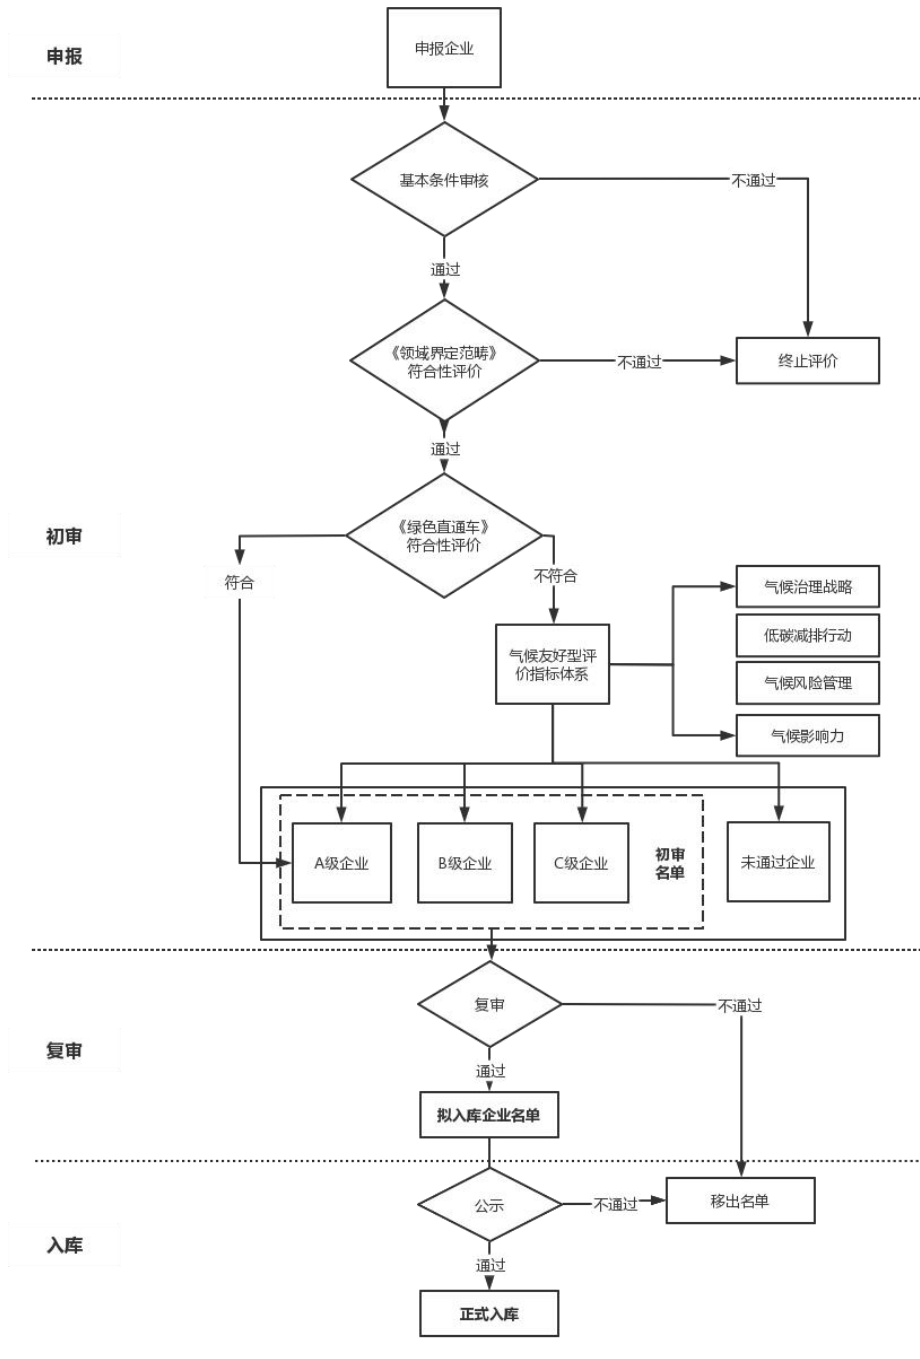 申报
申报企业
基本条件审核
不通过
通过
《领域界定范畴》
符合性评价
不通过
终止评价
通过
初审
《绿色直通车》
符合性评价
符合
不符合
气候友好型评
价指标体系
气候治理战略
低碳减排行动
气候风险管理
气候影响力
A级企业
B级企业
C级企业
初审
名单
未通过企业
复审
复审
不通过
通过
拟入库企业名单
入库
公示
不通过
移出名单
通过
正式入库